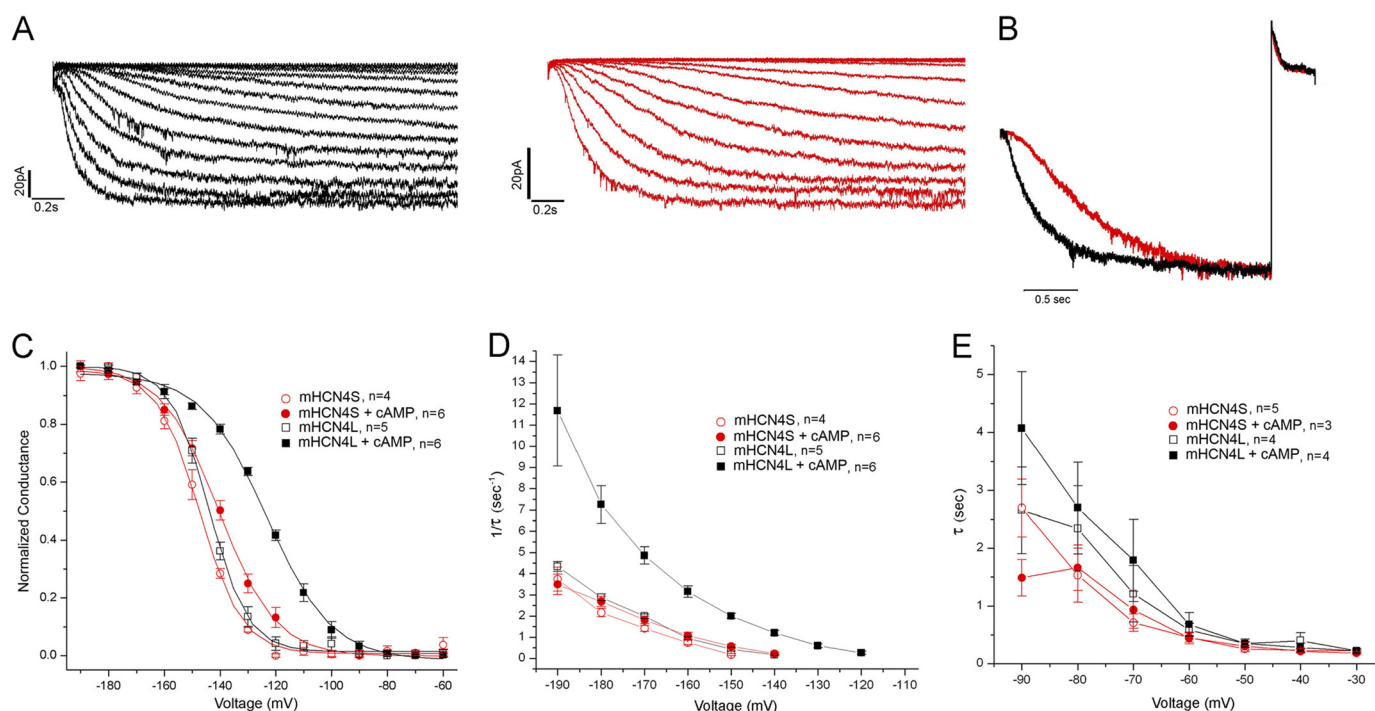 A
20pA
0.2s
20pA
0.2s
B
0.5 sec
C
Normalized Conductance
1.0
0.8
0.6
0.4
0.2
0.0
-180
-160
-140
-120
-100
-80
-60
Voltage (mV)
mHCN4S, n=4
mHCN4S + cAMP, n=6
mHCN4L, n=5
mHCN4L + cAMP, n=6
D
1/τ (sec⁻¹)
14
13
12
11
10
9
8
7
6
5
4
3
2
1
0
-190
-180
-170
-160
-150
-140
-130
-120
-110
Voltage (mV)
mHCN4S, n=4
mHCN4S + cAMP, n=6
mHCN4L, n=5
mHCN4L + cAMP, n=6
E
τ (sec)
5
4
3
2
1
0
-90
-80
-70
-60
-50
-40
-30
Voltage (mV)
mHCN4S, n=5
mHCN4S + cAMP, n=3
mHCN4L, n=4
mHCN4L + cAMP, n=4